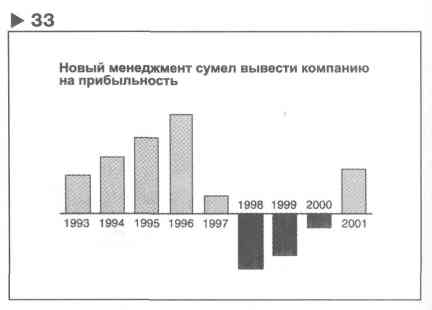 ▶ 33
Новый менеджмент сумел вывести компанию
на прибыльность
1998 1999 2000
1993 1994 1995 1996 1997 2001